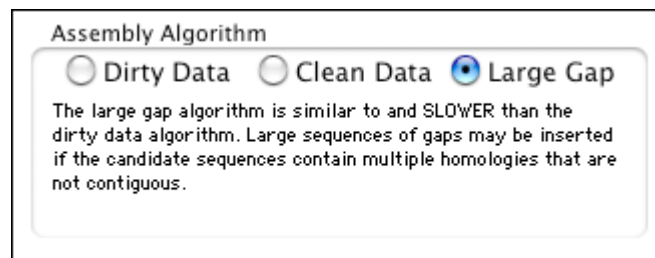 Assembly Algorithm
Dirty Data Clean Data Large Gap
The large gap algorithm is similar to and SLOWER than the
dirty data algorithm. Large sequences of gaps may be inserted
if the candidate sequences contain multiple homologies that are
not contiguous.